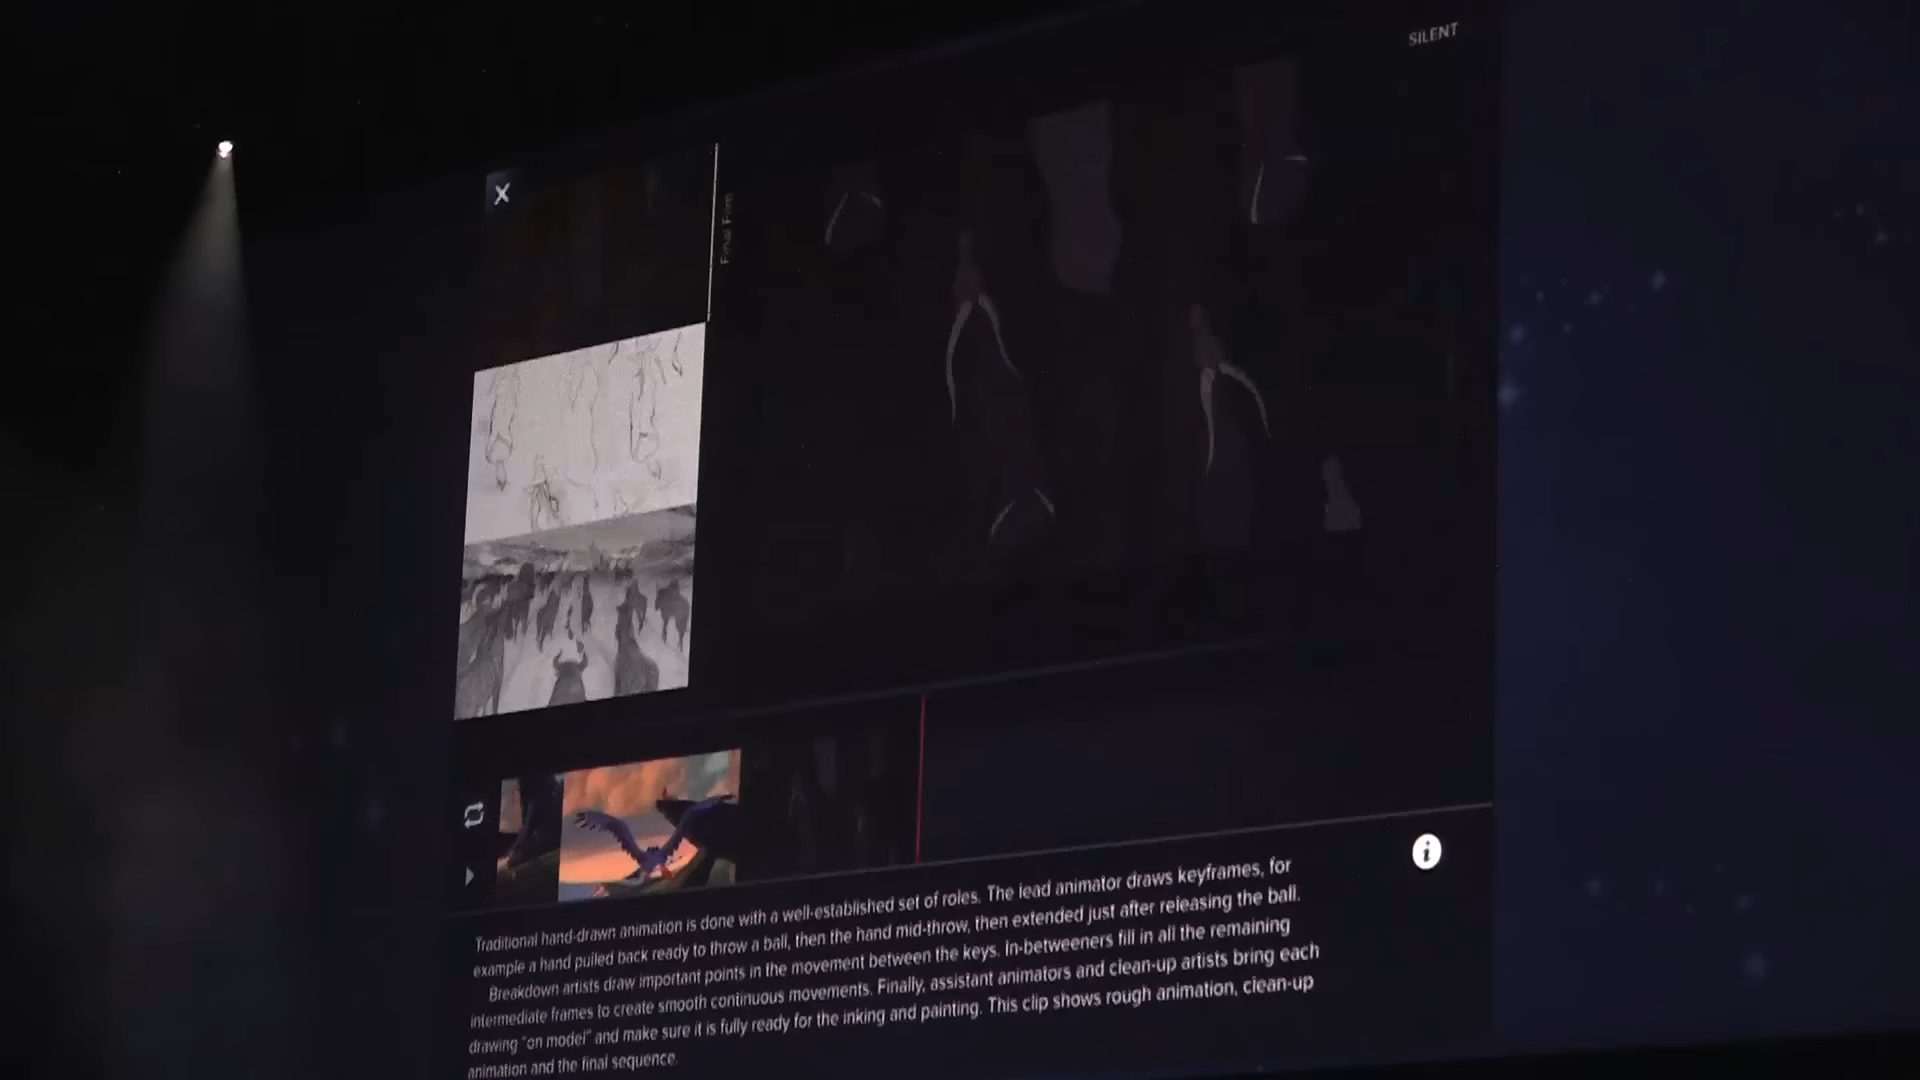 SILENT
X
Final Film
Traditional hand-drawn animation is done with a well-established set of roles. The lead animator draws keyframes, for
example a hand pulled back ready to throw a ball, then the hand mid-throw, then extended just after releasing the ball.
Breakdown artists draw important points in the movement between the keys. In-betweeners fill in all the remaining
intermediate frames to create smooth continuous movements. Finally, assistant animators and clean-up artists bring each
drawing "on model" and make sure it is fully ready for the inking and painting. This clip shows rough animation, clean-up
animation and the final sequence.
i